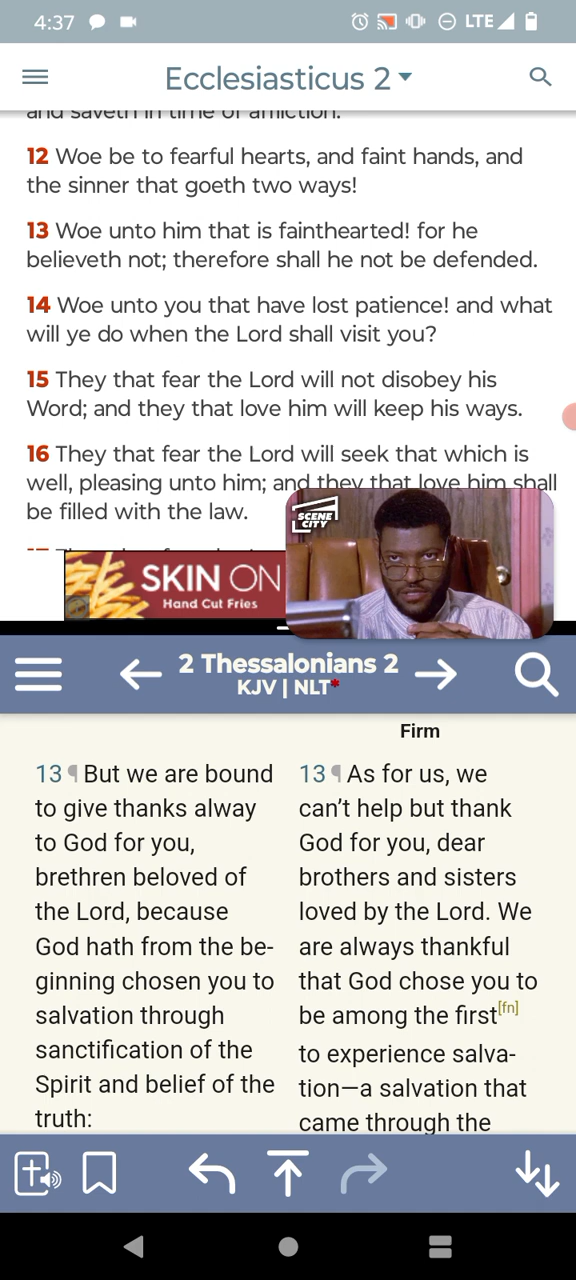 4:37
LTE
Ecclesiasticus 2
and saveth in time of affliction.
12 Woe be to fearful hearts, and faint hands, and
the sinner that goeth two ways!
13 Woe unto him that is fainthearted! for he
believeth not; therefore shall he not be defended.
14 Woe unto you that have lost patience! and what
will ye do when the Lord shall visit you?
15 They that fear the Lord will not disobey his
Word; and they that love him will keep his ways.
16 They that fear the Lord will seek that which is
well, pleasing unto him; and they that love him shall
be filled with the law.
SCENE
CITY
SKIN ON
Hand Cut Fries
2 Thessalonians 2
KJV | NLT*
Firm
13 ¶ But we are bound
to give thanks alway
to God for you,
brethren beloved of
the Lord, because
God hath from the be-
ginning chosen you to
salvation through
sanctification of the
Spirit and belief of the
truth:
13 ¶ As for us, we
can't help but thank
God for you, dear
brothers and sisters
loved by the Lord. We
are always thankful
that God chose you to
be among the first[fn]
to experience salva-
tion—a salvation that
came through the